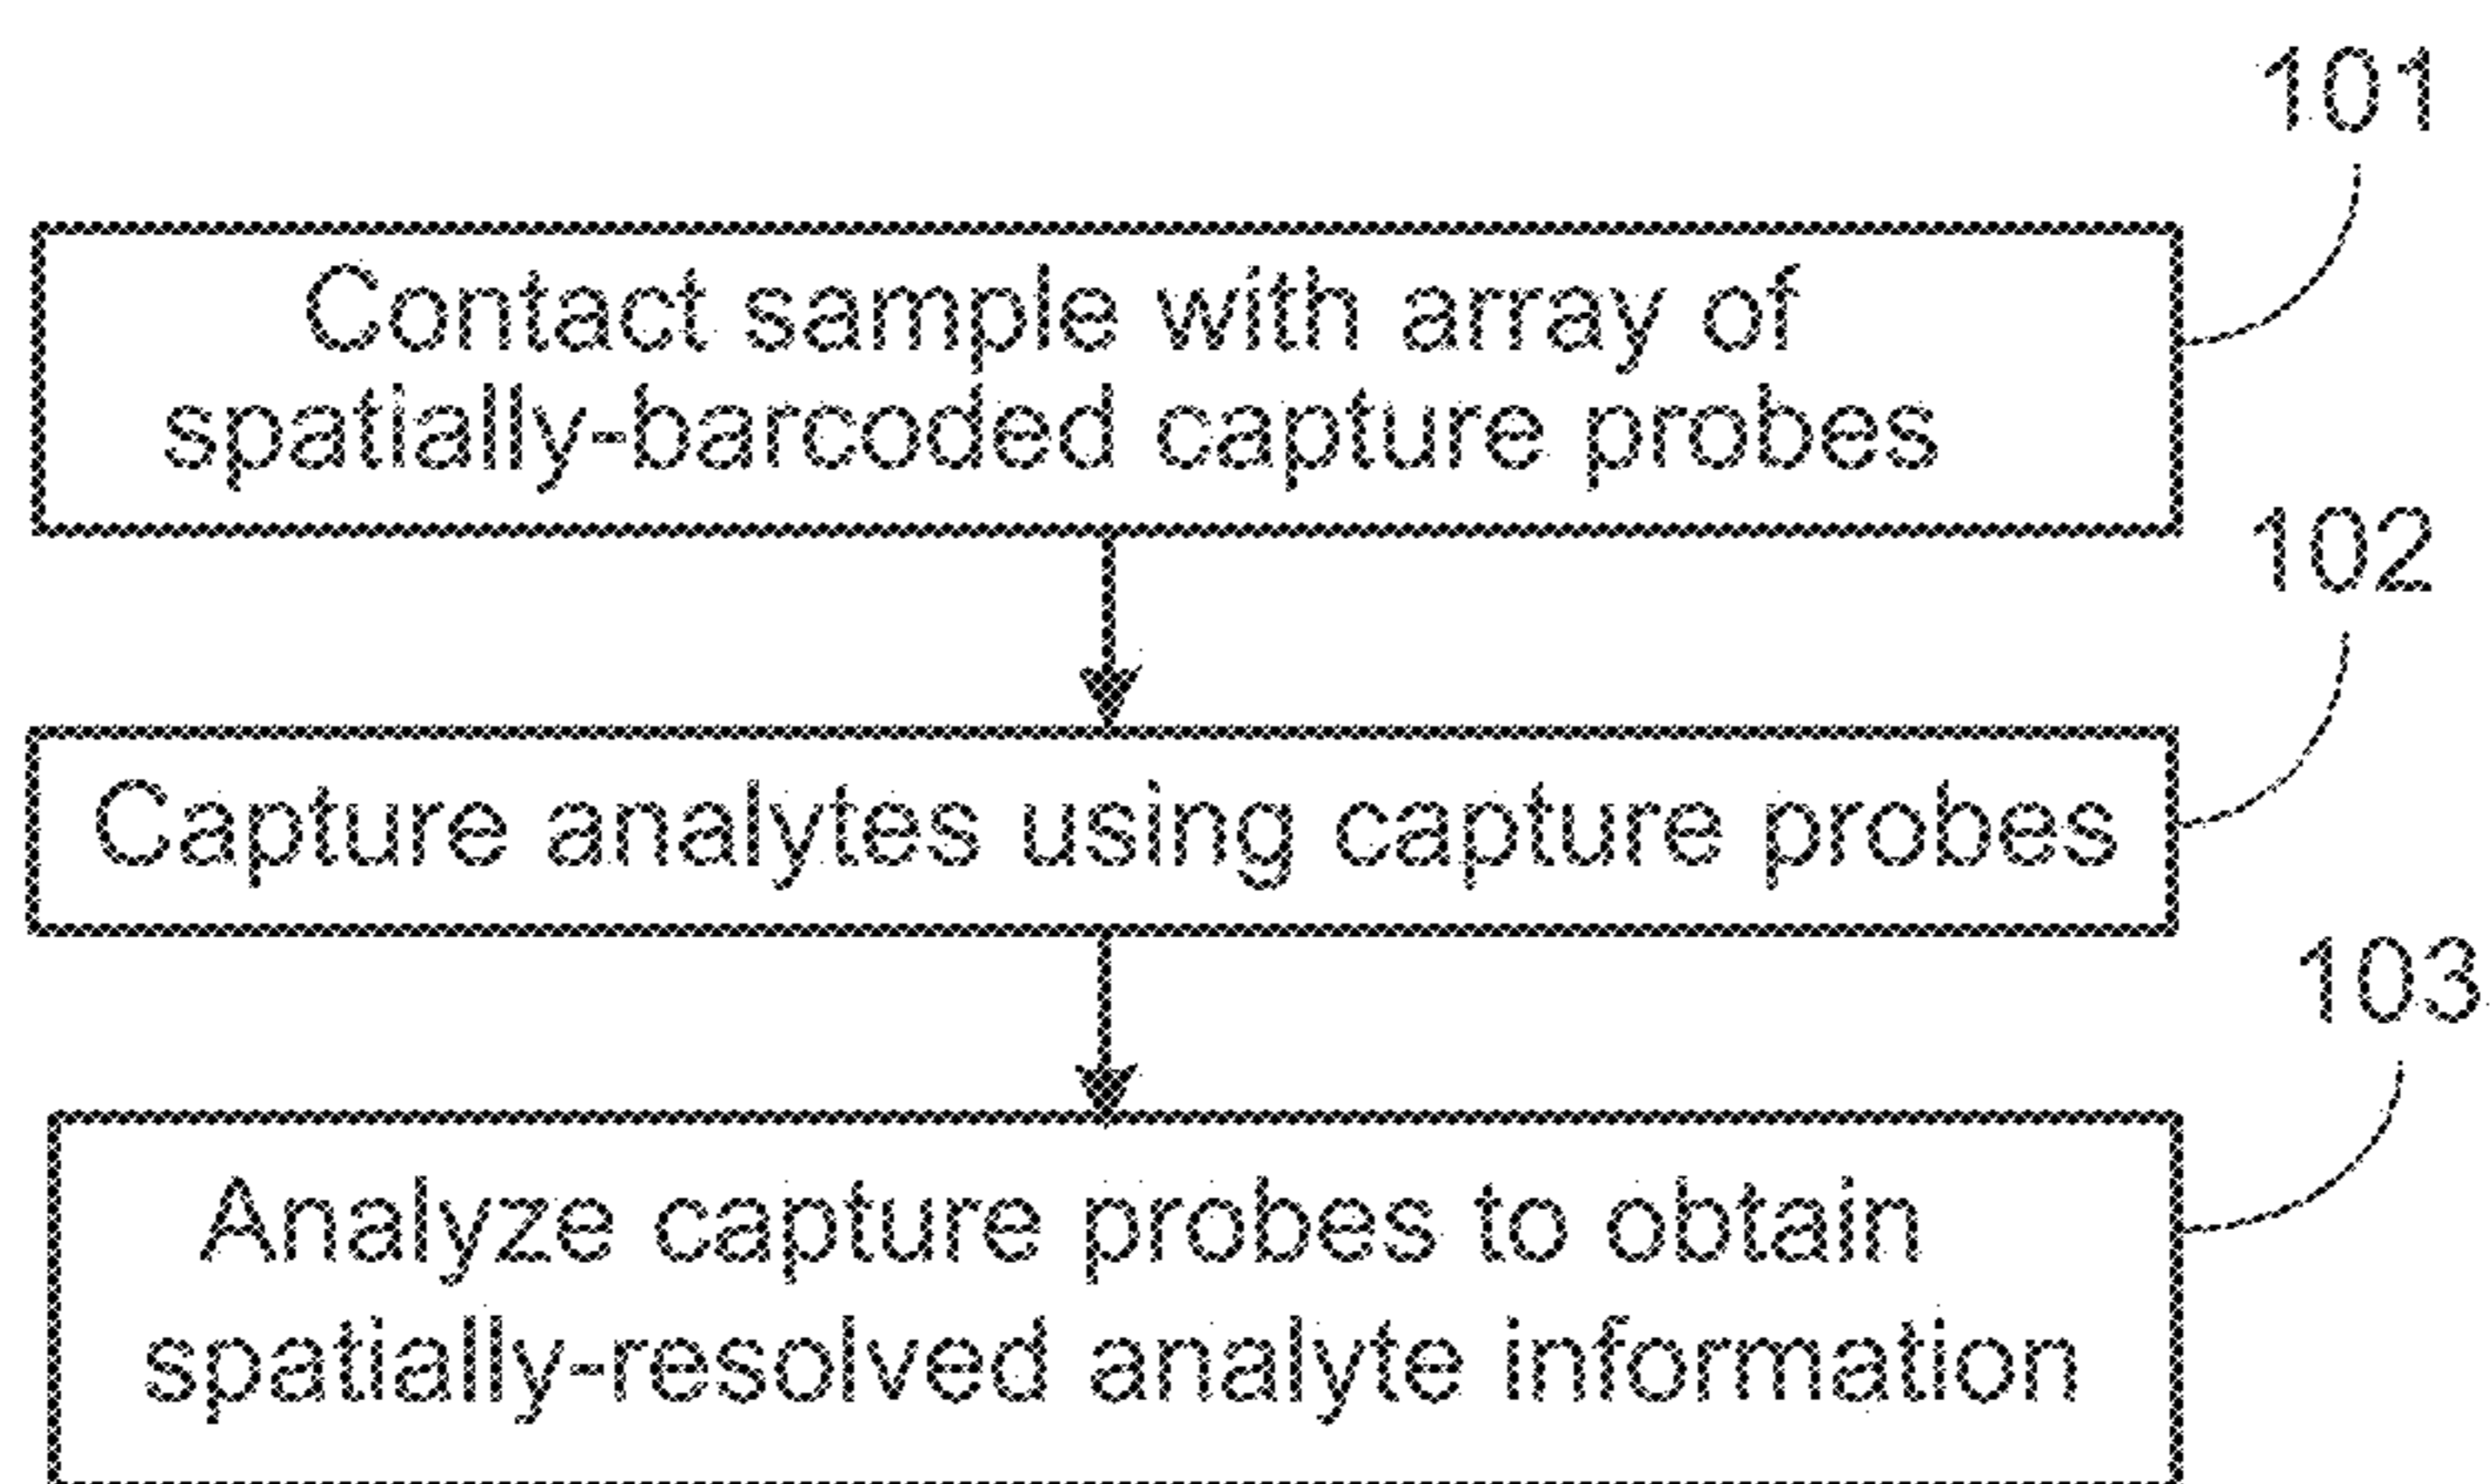 101
Contact sample with array of
spatially-barcoded capture probes
102
Capture analytes using capture probes
103
Analyze capture probes to obtain
spatially-resolved analyte information